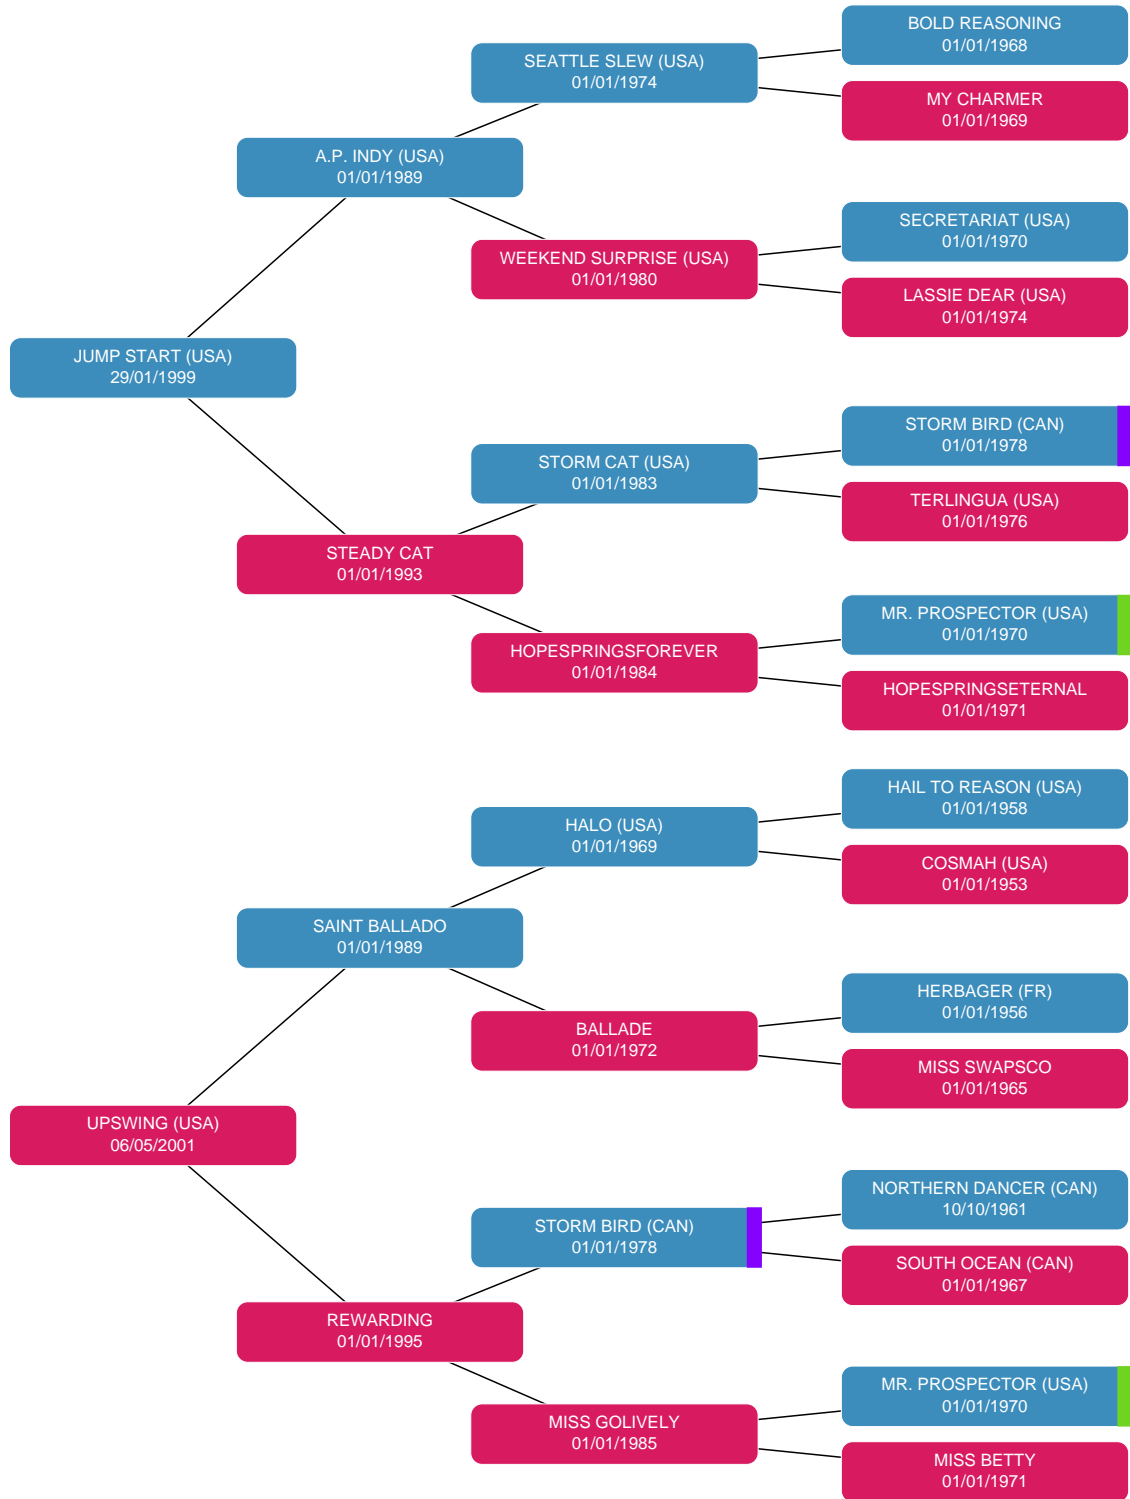 BOLD REASONING
01/01/1968
SEATTLE SLEW (USA)
01/01/1974
MY CHARMER
01/01/1969
A.P. INDY (USA)
01/01/1989
SECRETARIAT (USA)
01/01/1970
WEEKEND SURPRISE (USA)
01/01/1980
LASSIE DEAR (USA)
01/01/1974
JUMP START (USA)
29/01/1999
STORM BIRD (CAN)
01/01/1978
STORM CAT (USA)
01/01/1983
TERLINGUA (USA)
01/01/1976
STEADY CAT
01/01/1993
MR. PROSPECTOR (USA)
01/01/1970
HOPESPRINGSFOREVER
01/01/1984
HOPESPRINGSETERNAL
01/01/1971
HAIL TO REASON (USA)
01/01/1958
HALO (USA)
01/01/1969
COSMAH (USA)
01/01/1953
SAINT BALLADO
01/01/1989
HERBAGER (FR)
01/01/1956
BALLADE
01/01/1972
MISS SWAPSCO
01/01/1965
UPSWING (USA)
06/05/2001
NORTHERN DANCER (CAN)
10/10/1961
STORM BIRD (CAN)
01/01/1978
SOUTH OCEAN (CAN)
01/01/1967
REWARDING
01/01/1995
MR. PROSPECTOR (USA)
01/01/1970
MISS GOLIVELY
01/01/1985
MISS BETTY
01/01/1971